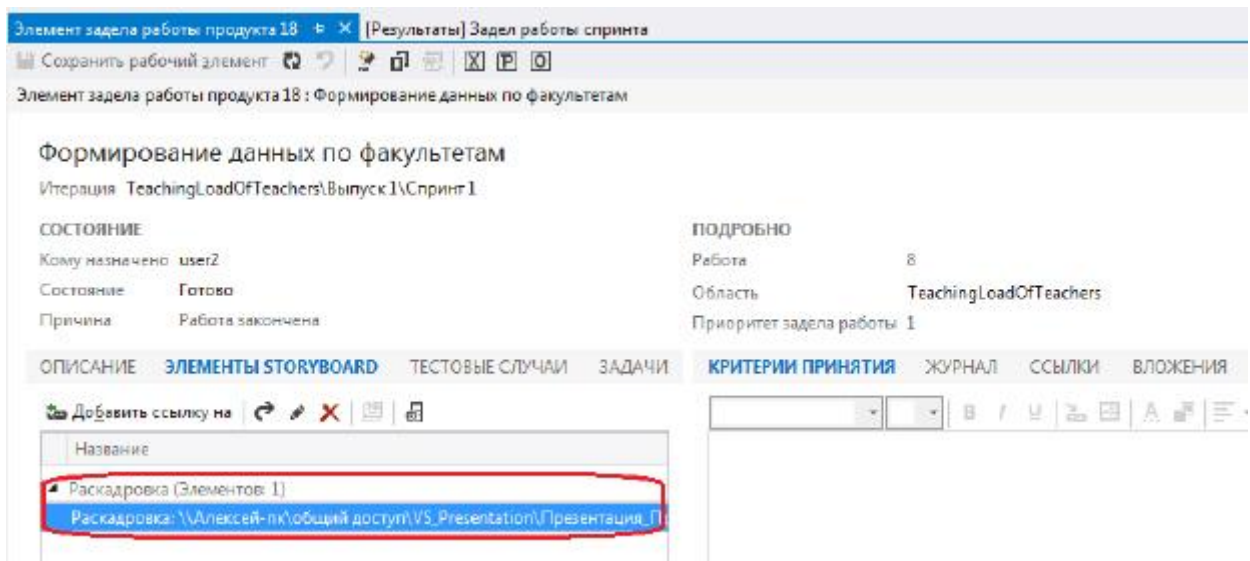 Элемент задела работы продукта 18 [Результаты] Задел работы спринта
Сохранить рабочий элемент
Элемент задела работы продукта 18 : Формирование данных по факультетам
Формирование данных по факультетам
Итерация TeachingLoadOfTeachers\Выпуск 1\Спринт 1
СОСТОЯНИЕ
Кому назначено user2
Состояние Готово
Причина Работа закончена
ПОДРОБНО
Работа 8
Область TeachingLoadOfTeachers
Приоритет задела работы 1
ОПИСАНИЕ ЭЛЕМЕНТЫ STORYBOARD ТЕСТОВЫЕ СЛУЧАИ ЗАДАЧИ
Добавить ссылку на
Название
Раскадровка (Элементов: 1)
Раскадровка: \\Алексей-пк\общий доступ\VS_Presentation\Презентация_П
КРИТЕРИИ ПРИНЯТИЯ ЖУРНАЛ ССЫЛКИ ВЛОЖЕНИЯ